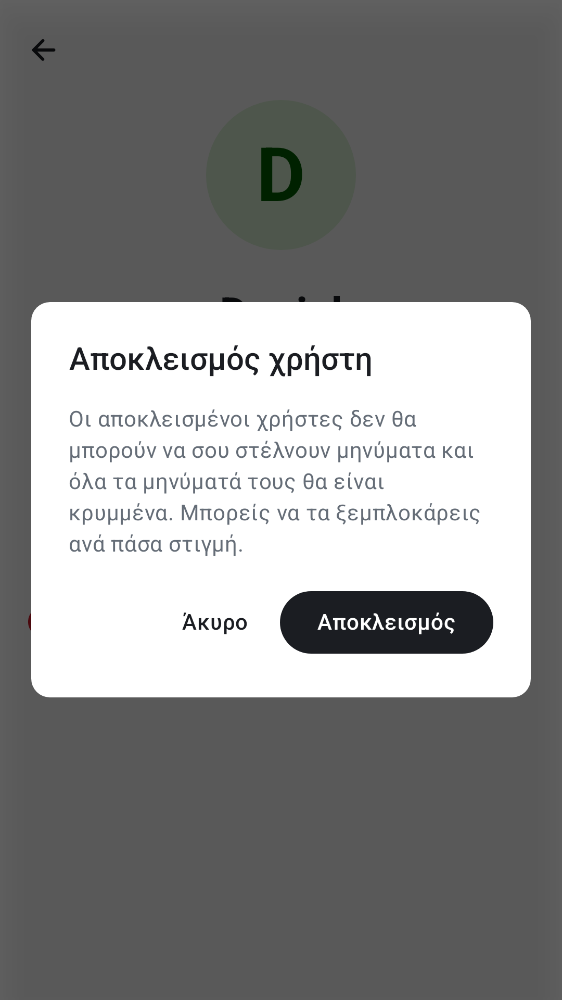 D
Αποκλεισμός χρήστη
Οι αποκλεισμένοι χρήστες δεν θα
μπορούν να σου στέλνουν μηνύματα και
όλα τα μηνύματά τους θα είναι
κρυμμένα. Μπορείς να τα ξεμπλοκάρεις
ανά πάσα στιγμή.
Άκυρο
Αποκλεισμός